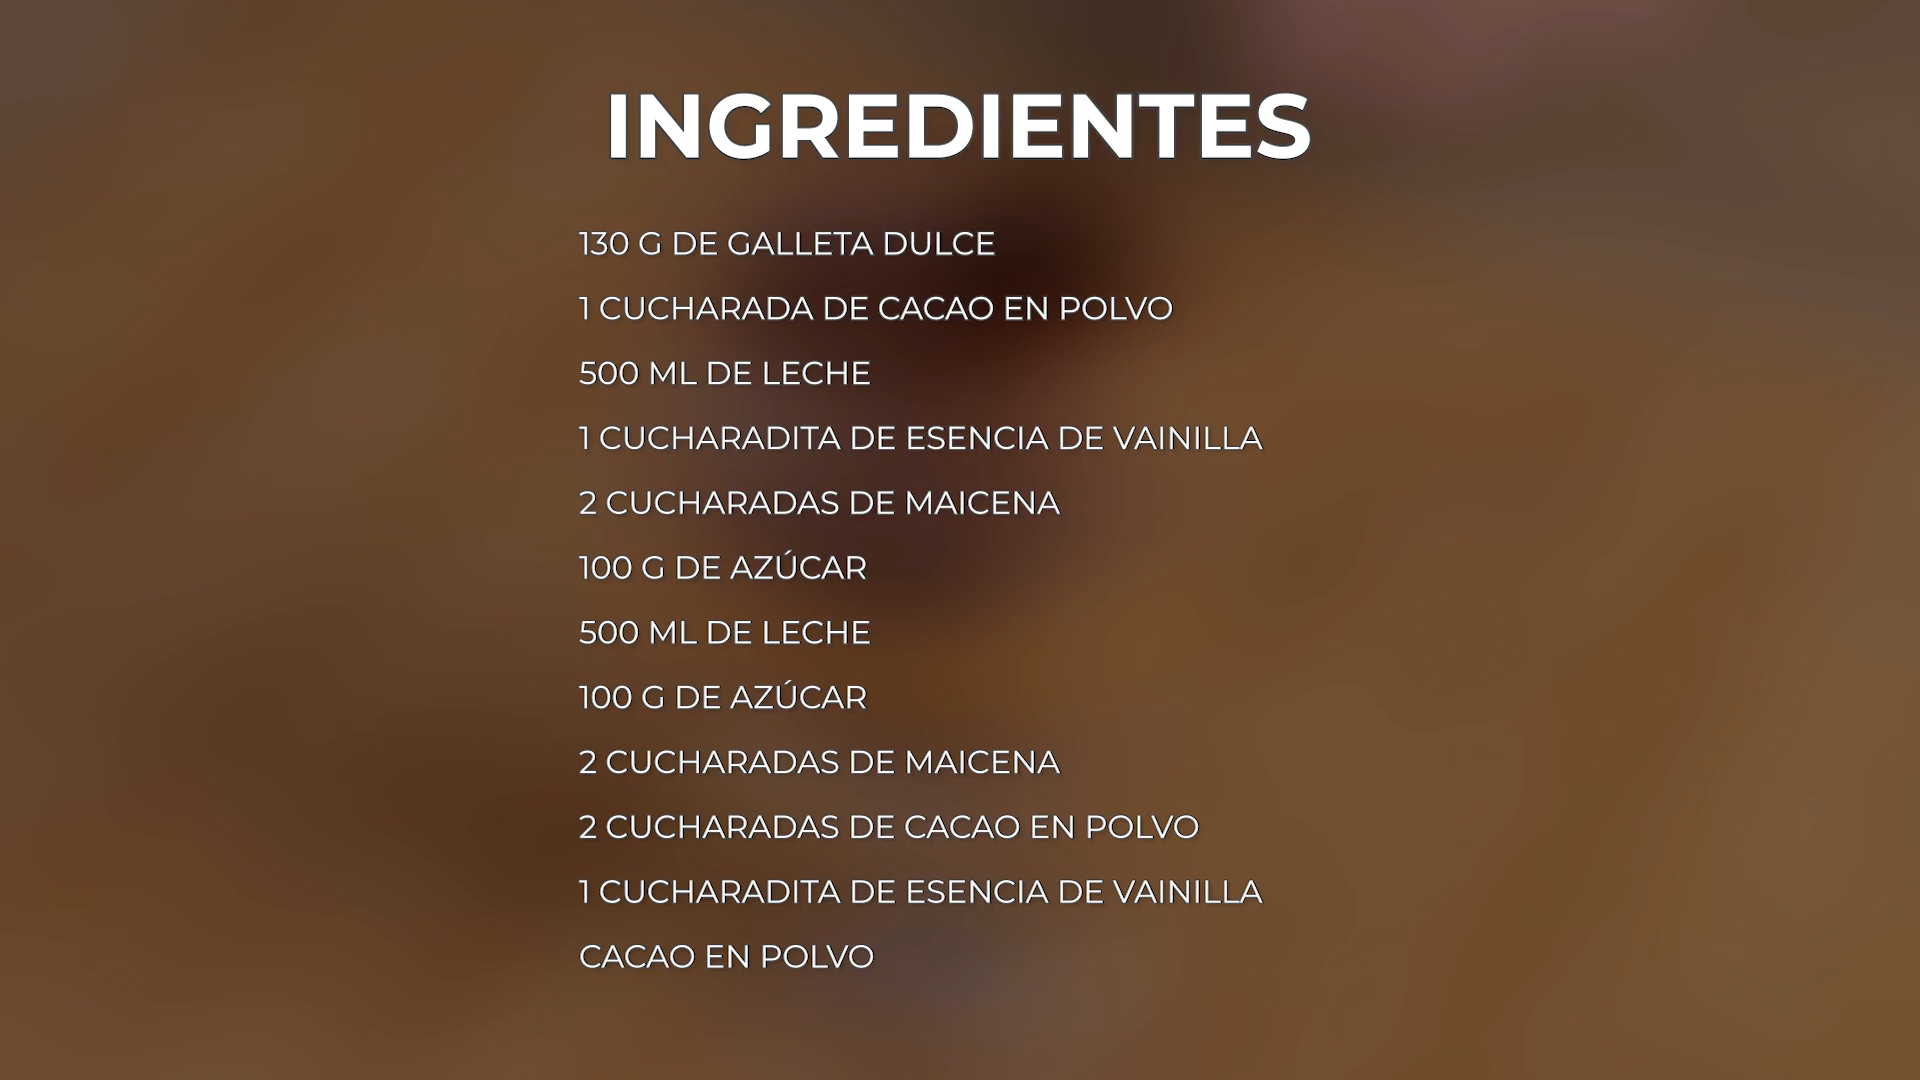 INGREDIENTES
130 G DE GALLETA DULCE
1 CUCHARADA DE CACAO EN POLVO
500 ML DE LECHE
1 CUCHARADITA DE ESENCIA DE VAINILLA
2 CUCHARADAS DE MAICENA
100 G DE AZÚCAR
500 ML DE LECHE
100 G DE AZÚCAR
2 CUCHARADAS DE MAICENA
2 CUCHARADAS DE CACAO EN POLVO
1 CUCHARADITA DE ESENCIA DE VAINILLA
CACAO EN POLVO